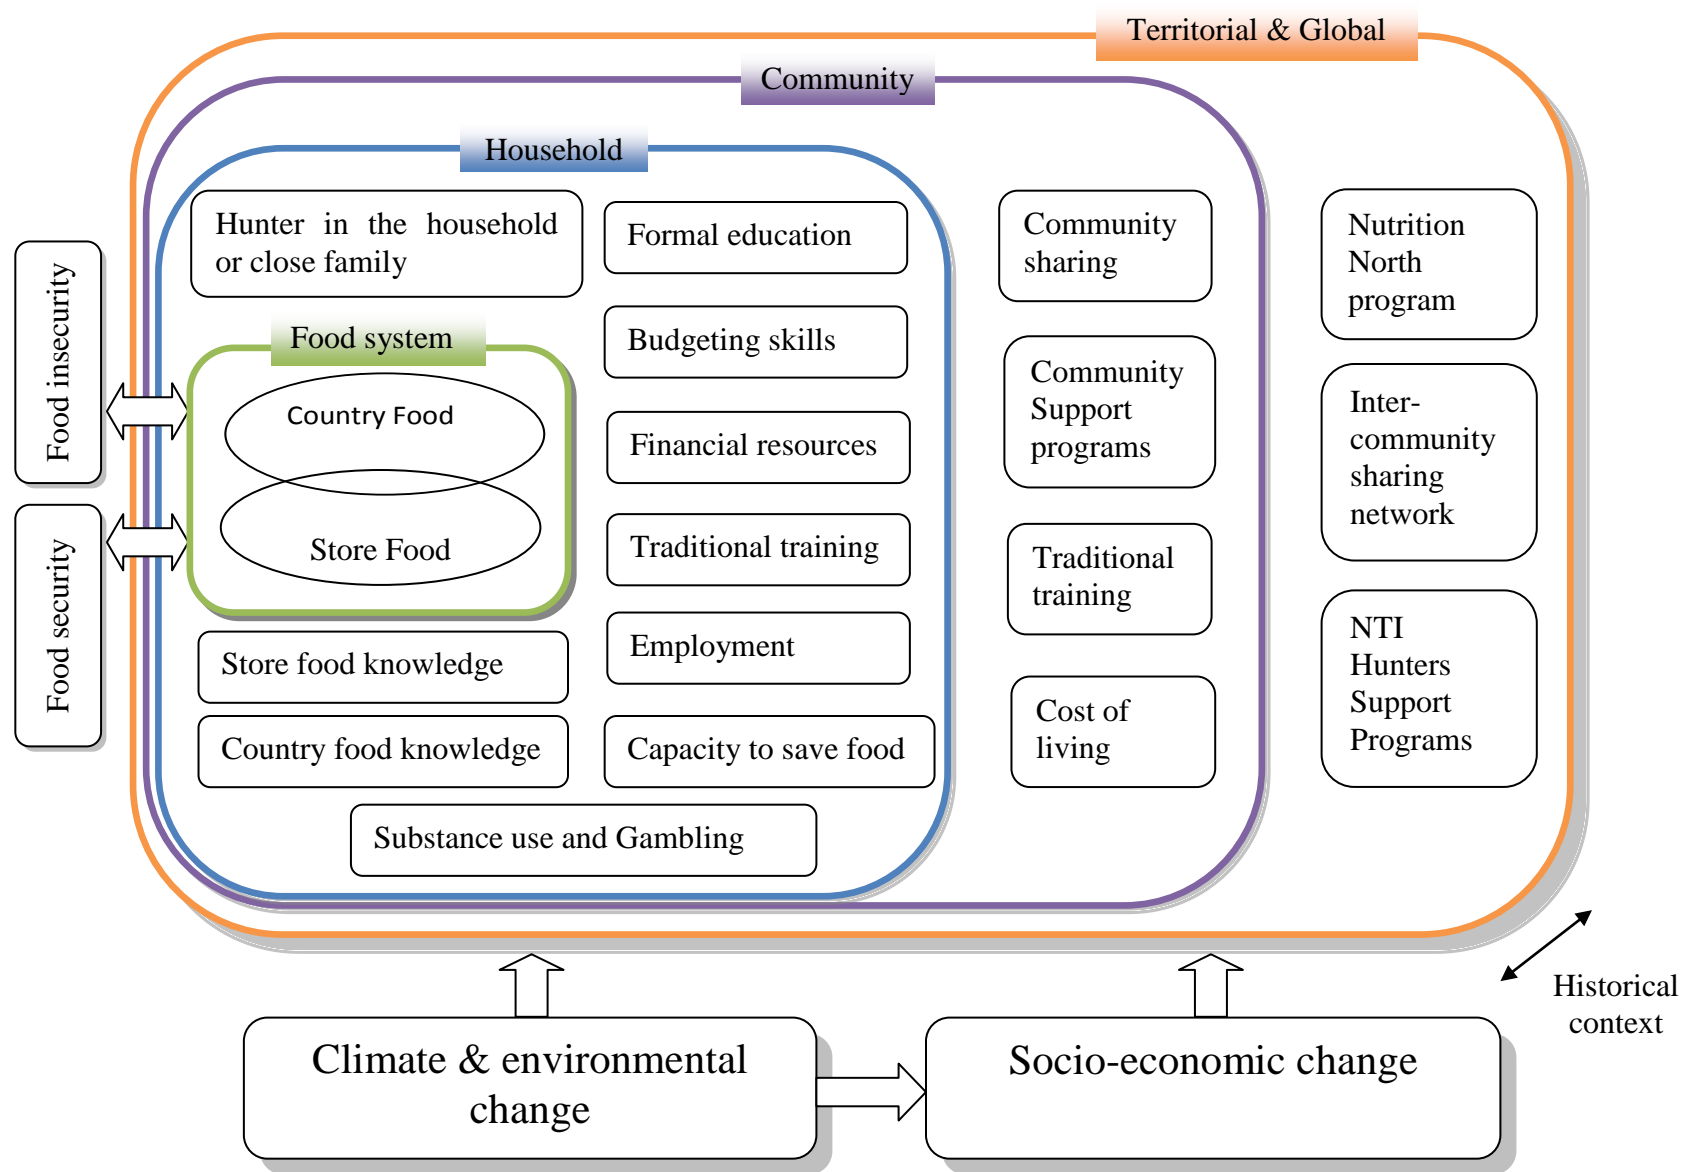 Territorial & Global
Community
Household
Hunter in the household
or close family
Formal education
Community
sharing
Nutrition
North
program
Food insecurity
Food system
Budgeting skills
Country Food
Community
Support
programs
Inter-
community
sharing
network
Financial resources
Food security
Store Food
Traditional training
Traditional
training
Employment
NTI
Hunters
Support
Programs
Store food knowledge
Country food knowledge
Capacity to save food
Cost of
living
Substance use and Gambling
Historical
context
Climate & environmental
change
Socio-economic change